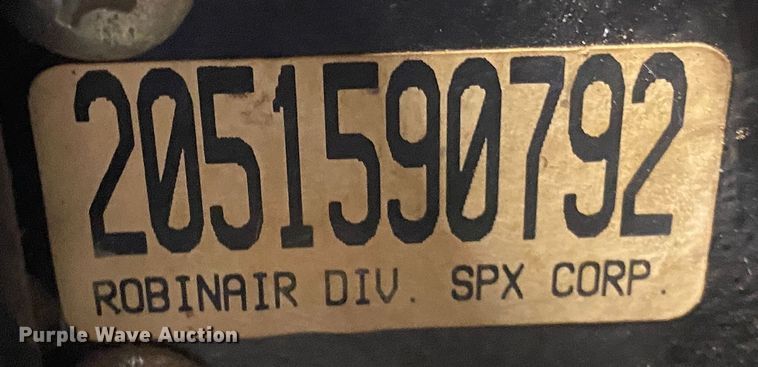 2051590792
ROBINAIR DIV. SPX CORP.
Purple Wave Auction